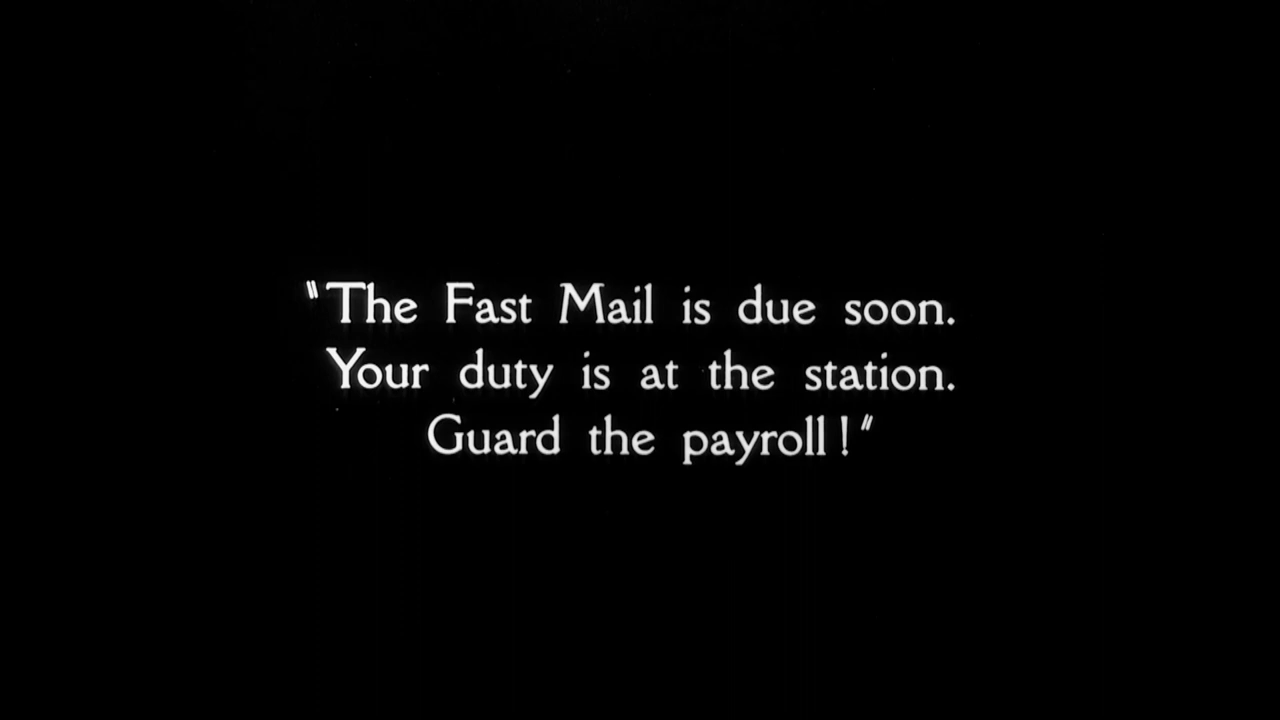 "The Fast Mail is due soon.
Your duty is at the station.
Guard the payroll!"